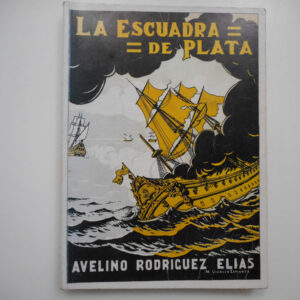 LA ESCUADRA =
= DE PLATA
AVELINO RODRIGUEZ ELIAS